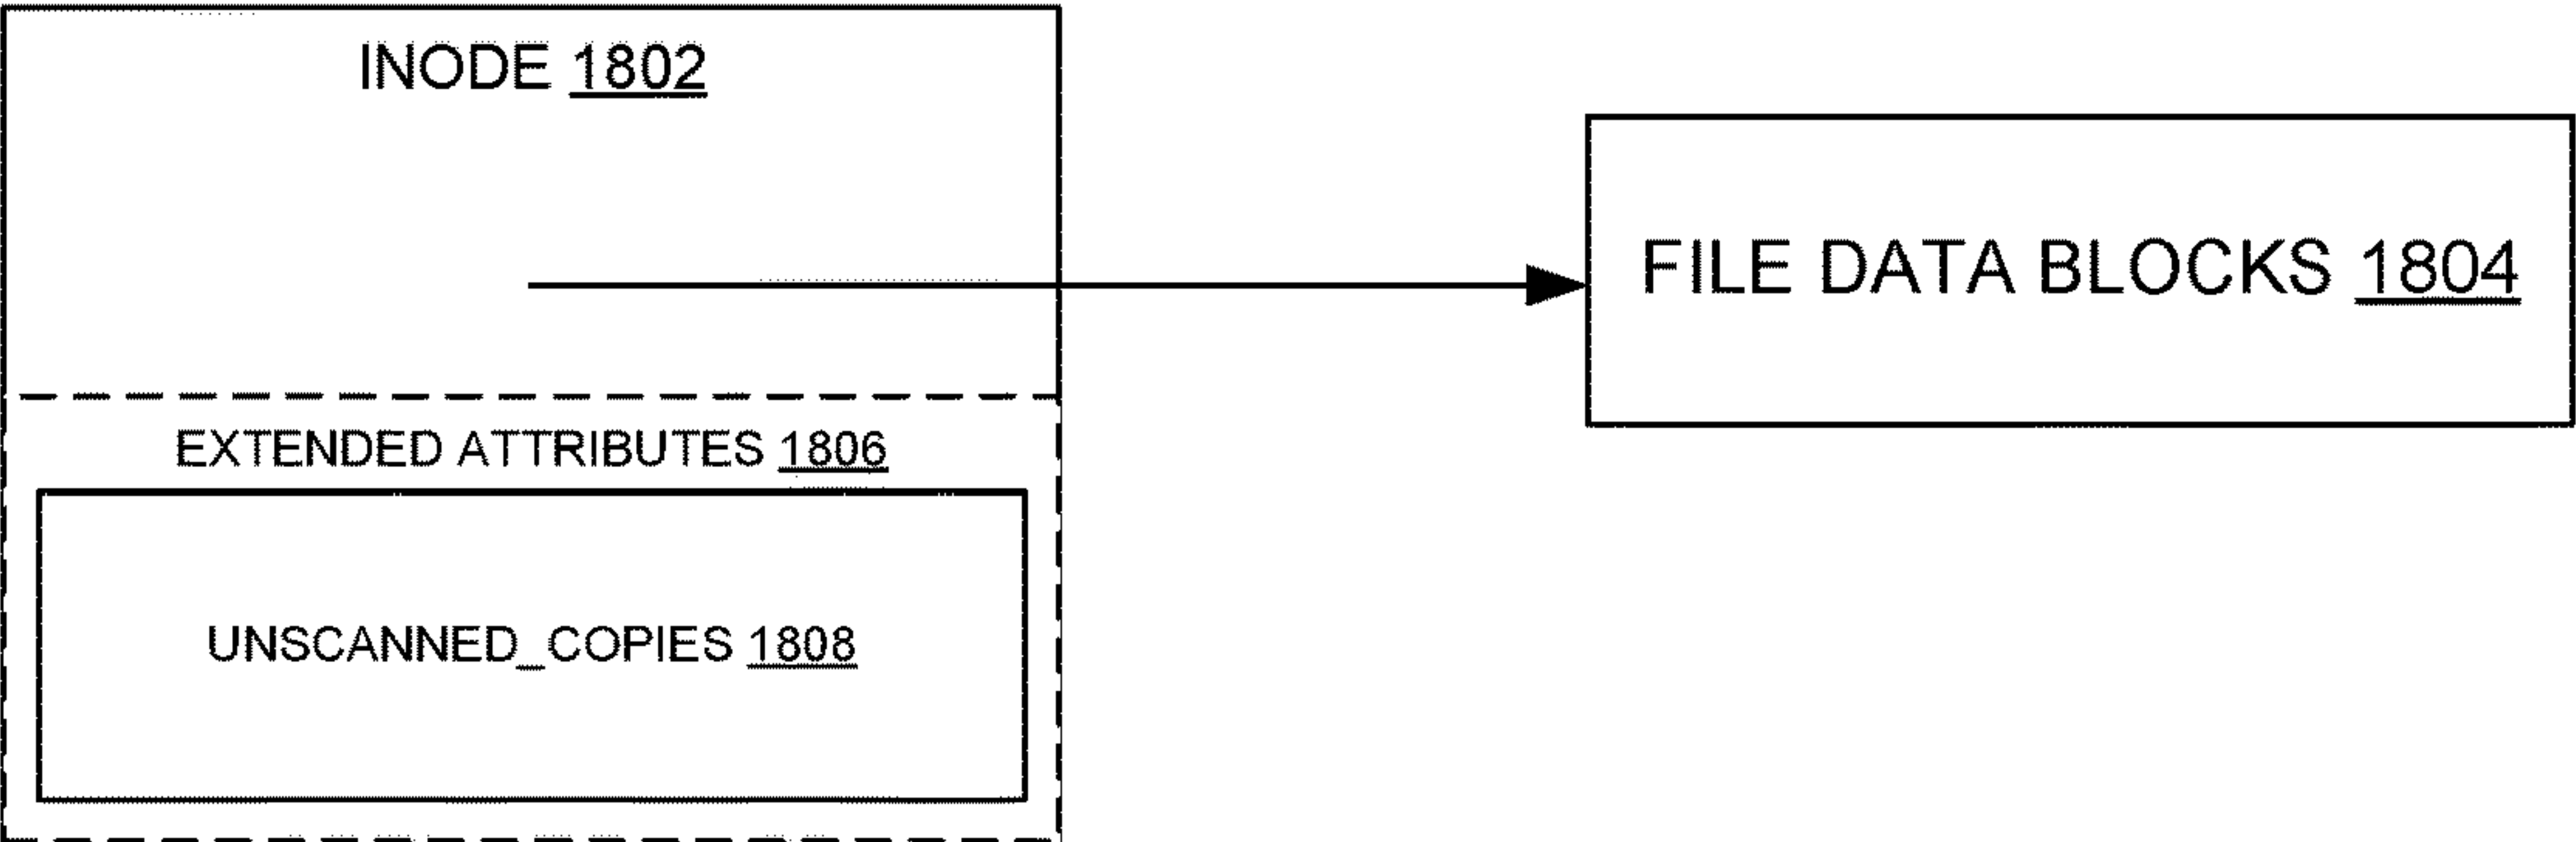 INODE 1802
FILE DATA BLOCKS 1804
EXTENDED ATTRIBUTES 1806
UNSCANNED_COPIES 1808